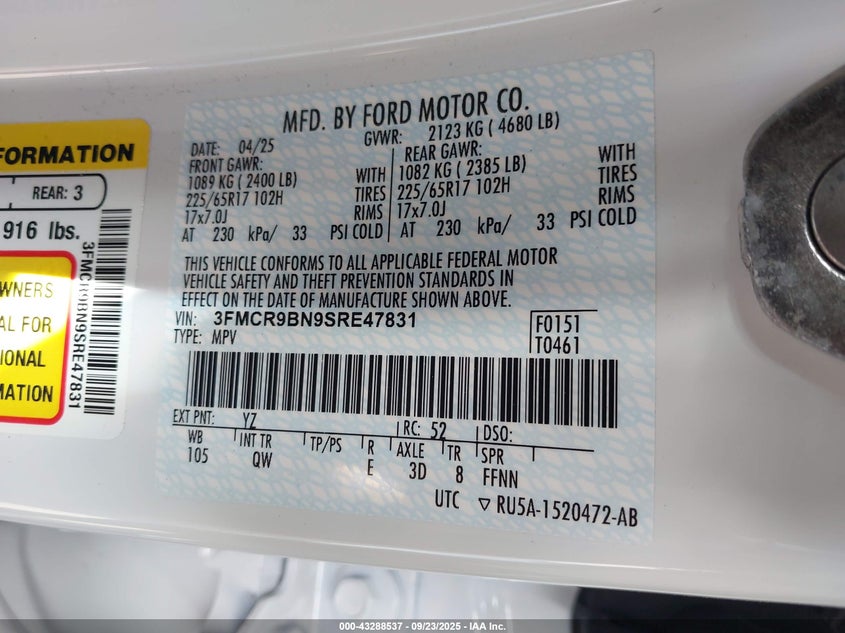 FORMATION
REAR: 3
916 lbs.
WNERS
AL FOR
IONAL
MATION
3FMCR9BN9SRE47831
MFD. BY FORD MOTOR CO.
DATE: 04/25 GVWR: 2123 KG ( 4680 LB)
FRONT GAWR: REAR GAWR:
1089 KG ( 2400 LB) WITH 1082 KG ( 2385 LB) WITH
225/65R17 102H TIRES 225/65R17 102H TIRES
17x7.0J RIMS 17x7.0J RIMS
AT 230 kPa/ 33 PSI COLD AT 230 kPa/ 33 PSI COLD
THIS VEHICLE CONFORMS TO ALL APPLICABLE FEDERAL MOTOR
VEHICLE SAFETY AND THEFT PREVENTION STANDARDS IN
EFFECT ON THE DATE OF MANUFACTURE SHOWN ABOVE.
VIN: 3FMCR9BN9SRE47831 F0151
TYPE: MPV T0461
EXT PNT: YZ RC: 52 DSO:
WB INT TR TP/PS R AXLE TR SPR
105 QW E 3D 8 FFNN
UTC ▽ RU5A-1520472-AB
000-43288537 - 09/23/2025 - IAA Inc.